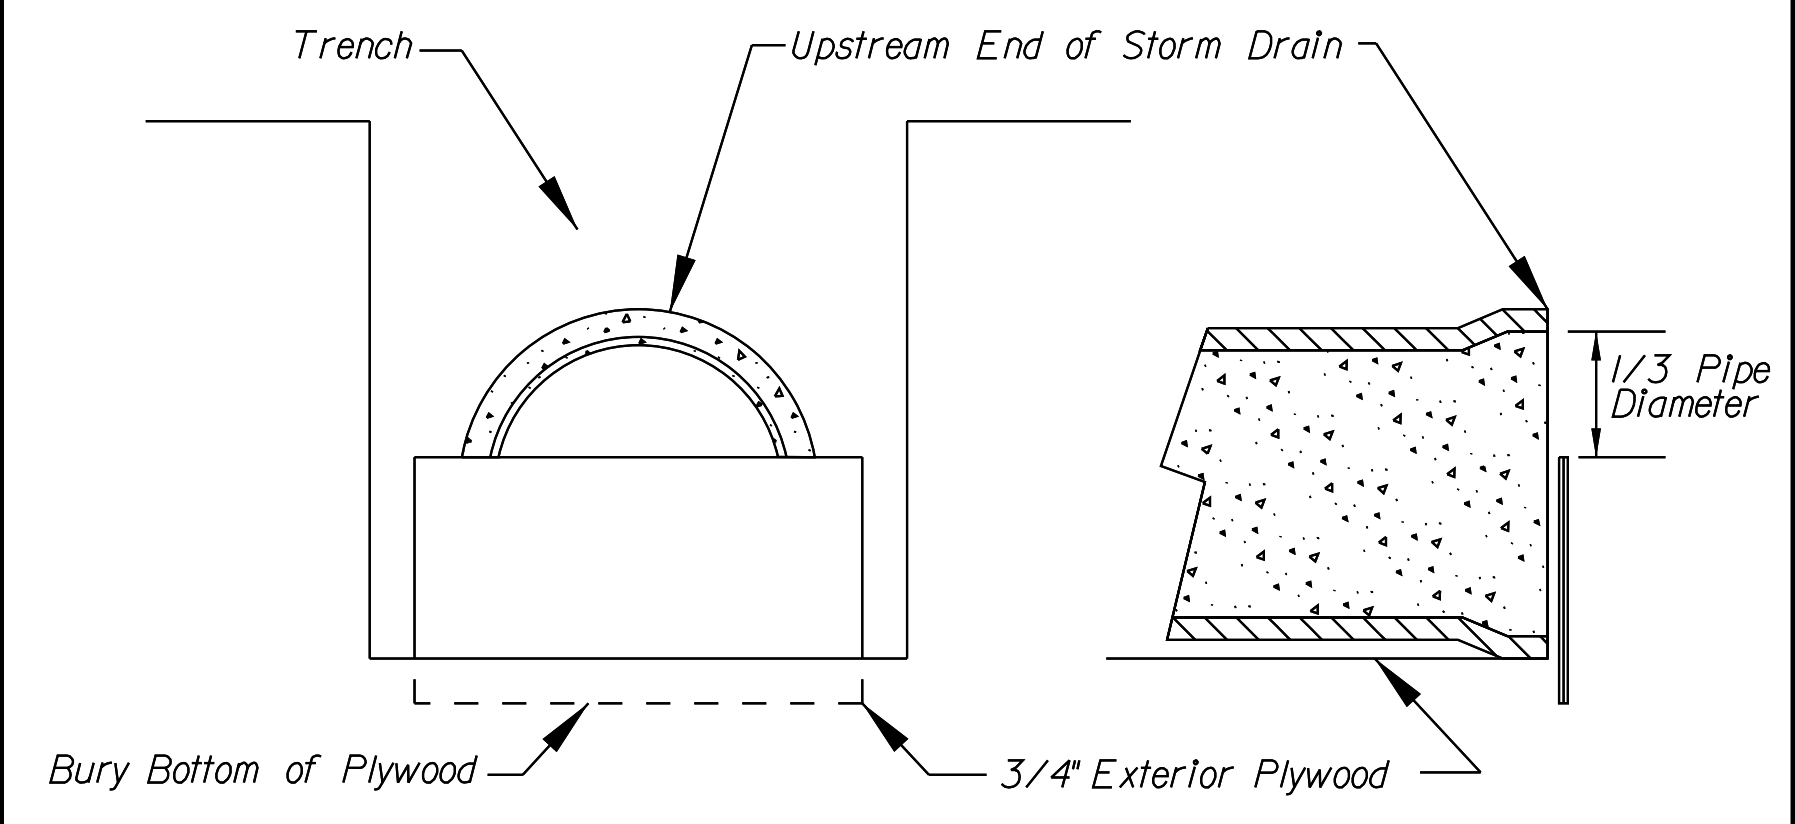 Trench
Upstream End of Storm Drain
1/3 Pipe
Diameter
Bury Bottom of Plywood
3/4" Exterior Plywood